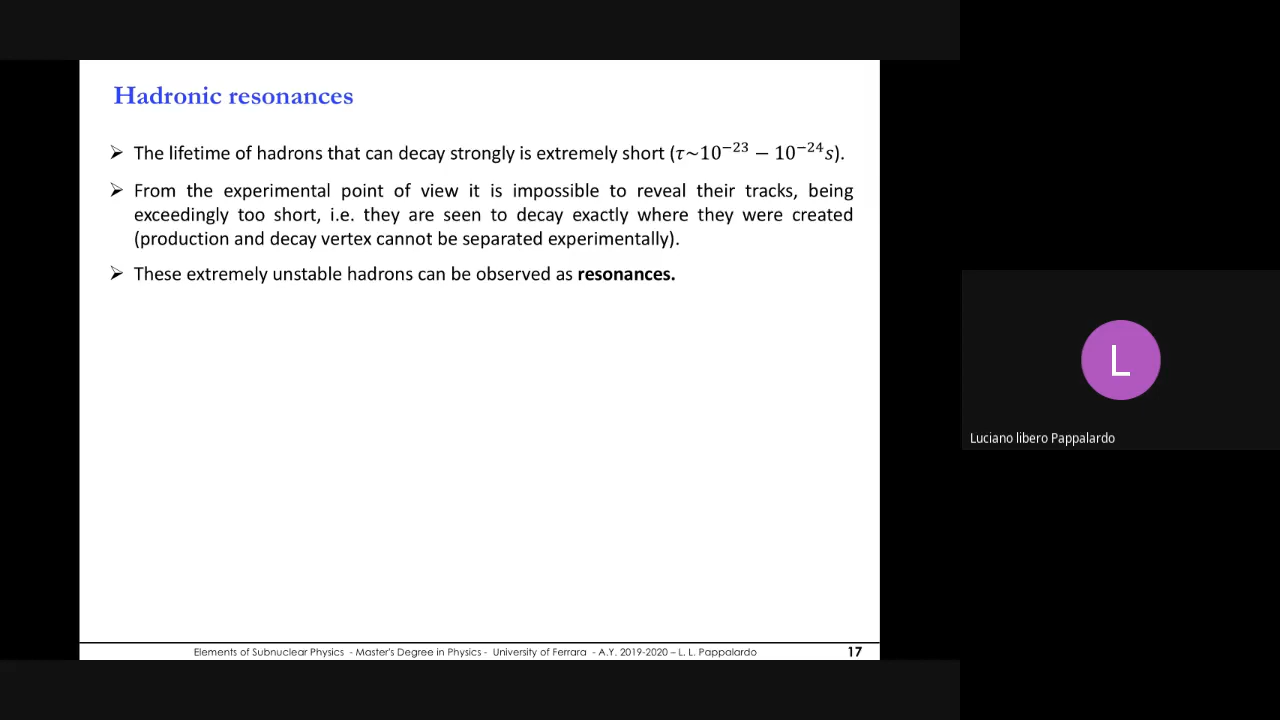 Hadronic resonances
➢ The lifetime of hadrons that can decay strongly is extremely short (τ~10⁻²³ − 10⁻²⁴s).
➢ From the experimental point of view it is impossible to reveal their tracks, being
exceedingly too short, i.e. they are seen to decay exactly where they were created
(production and decay vertex cannot be separated experimentally).
➢ These extremely unstable hadrons can be observed as resonances.
L
Luciano libero Pappalardo
Elements of Subnuclear Physics - Master's Degree in Physics - University of Ferrara - A.Y. 2019-2020 – L. L. Pappalardo 17